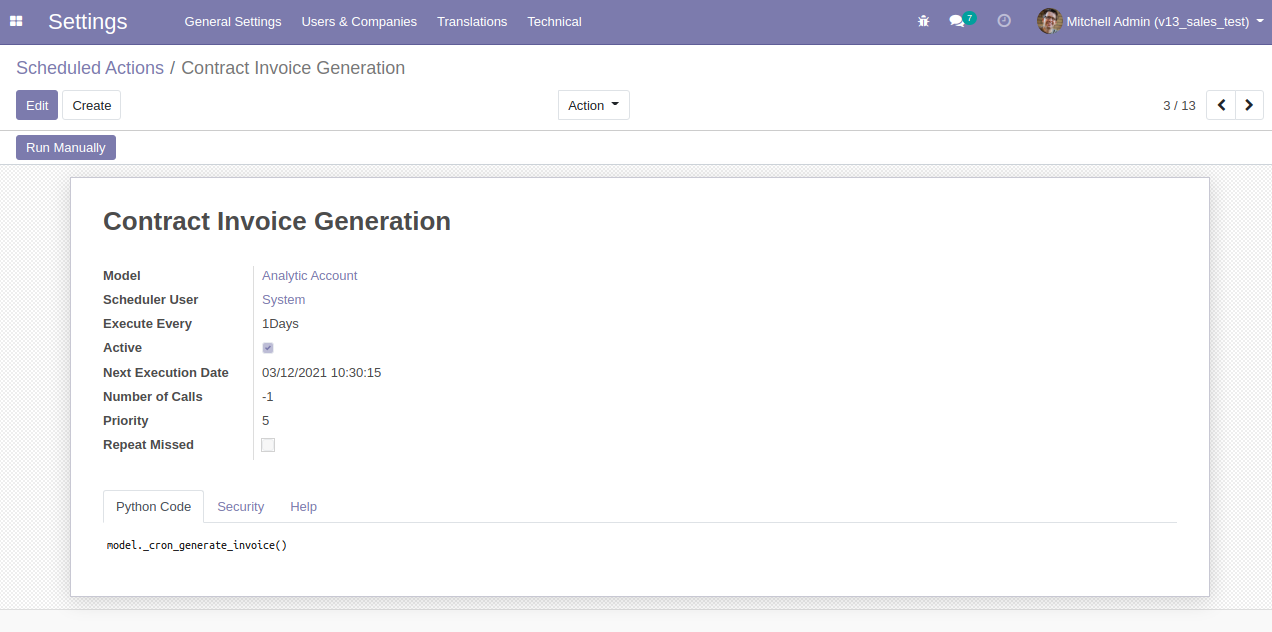 Settings General Settings Users & Companies Translations Technical 7 Mitchell Admin (v13_sales_test)
Scheduled Actions / Contract Invoice Generation
Edit Create Action 3 / 13
Run Manually
Contract Invoice Generation
Model Analytic Account
Scheduler User System
Execute Every 1Days
Active
Next Execution Date 03/12/2021 10:30:15
Number of Calls -1
Priority 5
Repeat Missed
Python Code Security Help
model._cron_generate_invoice()